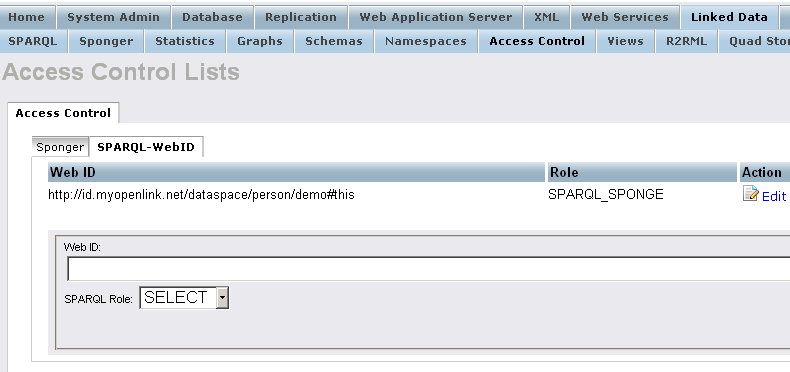 Home System Admin Database Replication Web Application Server XML Web Services Linked Data
SPARQL Sponger Statistics Graphs Schemas Namespaces Access Control Views R2RML Quad Sto
Access Control Lists
Access Control
Sponger SPARQL-WebID
Web ID Role Action
http://id.myopenlink.net/dataspace/person/demo#this SPARQL_SPONGE Edit
Web ID:
SPARQL Role: SELECT